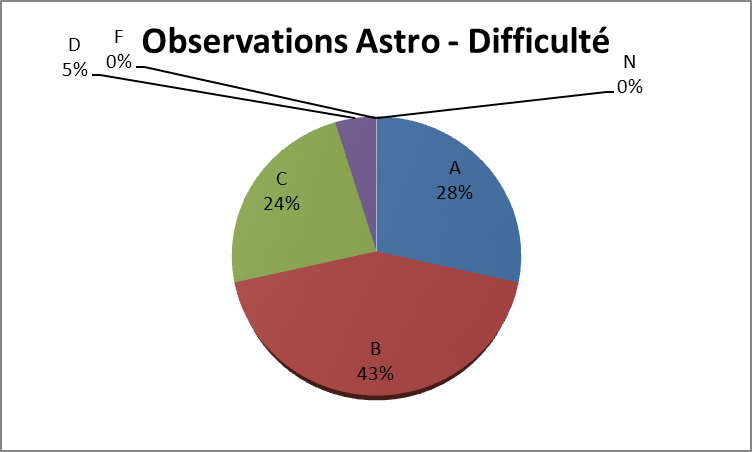 Observations Astro - Difficulté
D
5%
F
0%
N
0%
A
28%
C
24%
B
43%